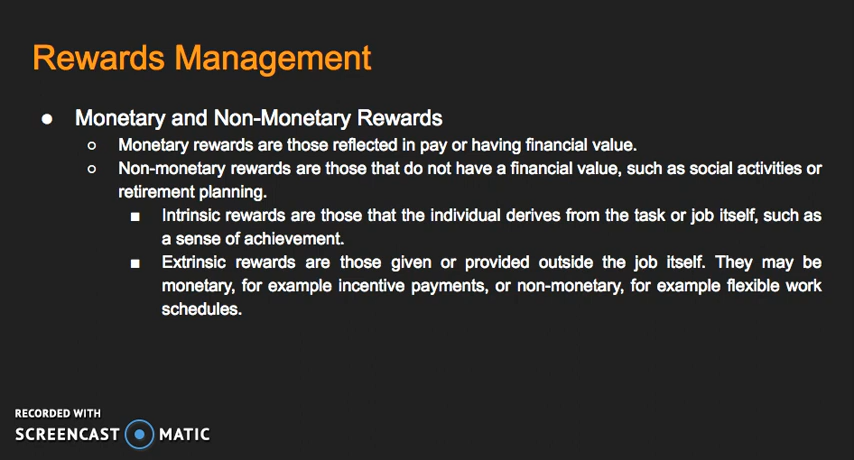 Rewards Management
● Monetary and Non-Monetary Rewards
○ Monetary rewards are those reflected in pay or having financial value.
○ Non-monetary rewards are those that do not have a financial value, such as social activities or
retirement planning.
■ Intrinsic rewards are those that the individual derives from the task or job itself, such as
a sense of achievement.
■ Extrinsic rewards are those given or provided outside the job itself. They may be
monetary, for example incentive payments, or non-monetary, for example flexible work
schedules.
RECORDED WITH
SCREENCAST MATIC